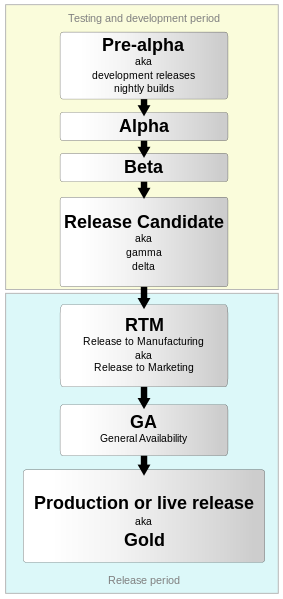 Testing and development period
Pre-alpha
aka
development releases
nightly builds
Alpha
Beta
Release Candidate
aka
gamma
delta
RTM
Release to Manufacturing
aka
Release to Marketing
GA
General Availability
Production or live release
aka
Gold
Release period